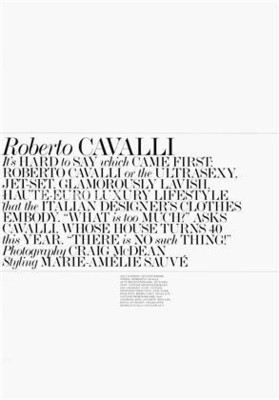 Roberto CAVALLI
It's HARD to SAY which CAME FIRST:
ROBERTO CAVALLI or the ULTRASEXY,
JET-SET, GLAMOROUSLY LAVISH,
HAUTE-EURO LUXURY LIFESTYLE
that the ITALIAN DESIGNER'S CLOTHES
EMBODY. "WHAT is too MUCH?" ASKS
CAVALLI, WHOSE HOUSE TURNS 40
this YEAR. "THERE is NO such THING!"
Photography CRAIG McDEAN
Styling MARIE-AMÉLIE SAUVÉ